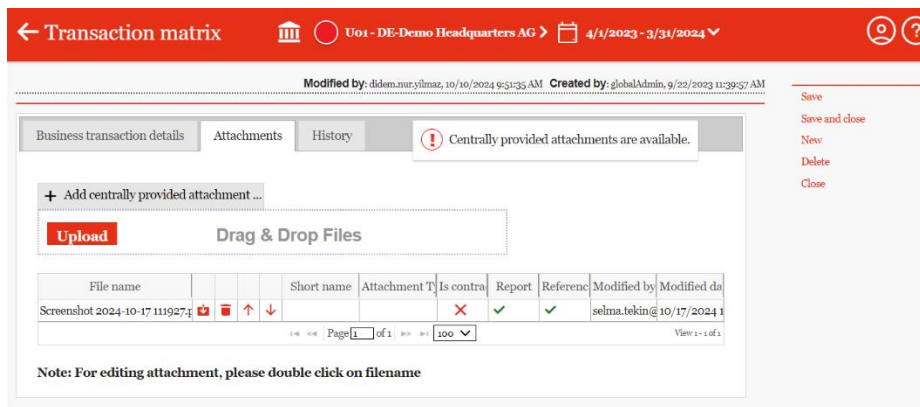 Transaction matrix
U01 - DE-Demo Headquarters AG
4/1/2023 - 3/31/2024
?
Modified by: didem.nur.yilmaz, 10/10/2024 9:51:35 AM Created by: globalAdmin, 9/22/2023 11:39:57 AM
Save
Save and close
New
Delete
Close
Business transaction details
Attachments
History
Centrally provided attachments are available.
+ Add centrally provided attachment ...
Upload
Drag & Drop Files
File name Short name Attachment Ty Is contra Report Referenc Modified by Modified da
Screenshot 2024-10-17 111927.p selma.tekin@ 10/17/2024 1
Page 1 of 1 100 View 1 - 1 of 1
Note: For editing attachment, please double click on filename